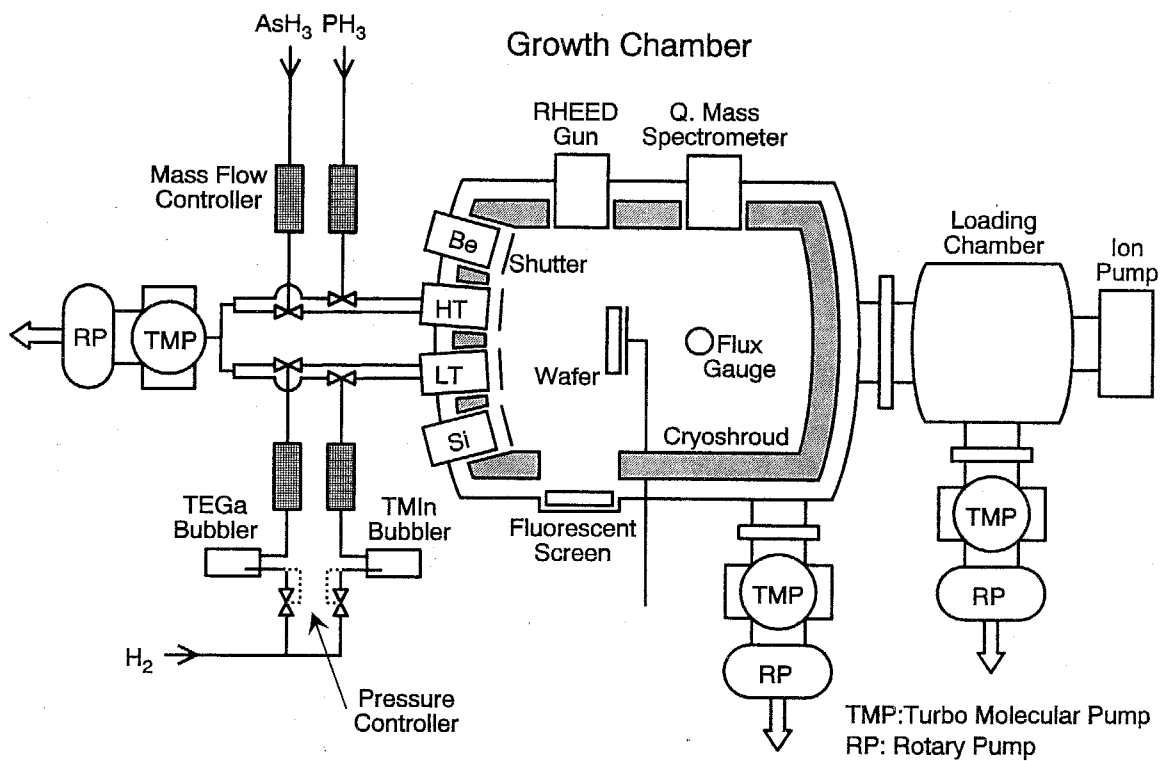 AsH₃ PH₃
Growth Chamber
RHEED
Gun
Q. Mass
Spectrometer
Mass Flow
Controller
Loading
Chamber
Ion
Pump
Be
Shutter
HT
RP
TMP
Wafer
Flux
Gauge
LT
Si
Cryoshroud
TEGa
Bubbler
TMIn
Bubbler
Fluorescent
Screen
TMP
TMP
RP
H₂
RP
Pressure
Controller
TMP:Turbo Molecular Pump
RP: Rotary Pump